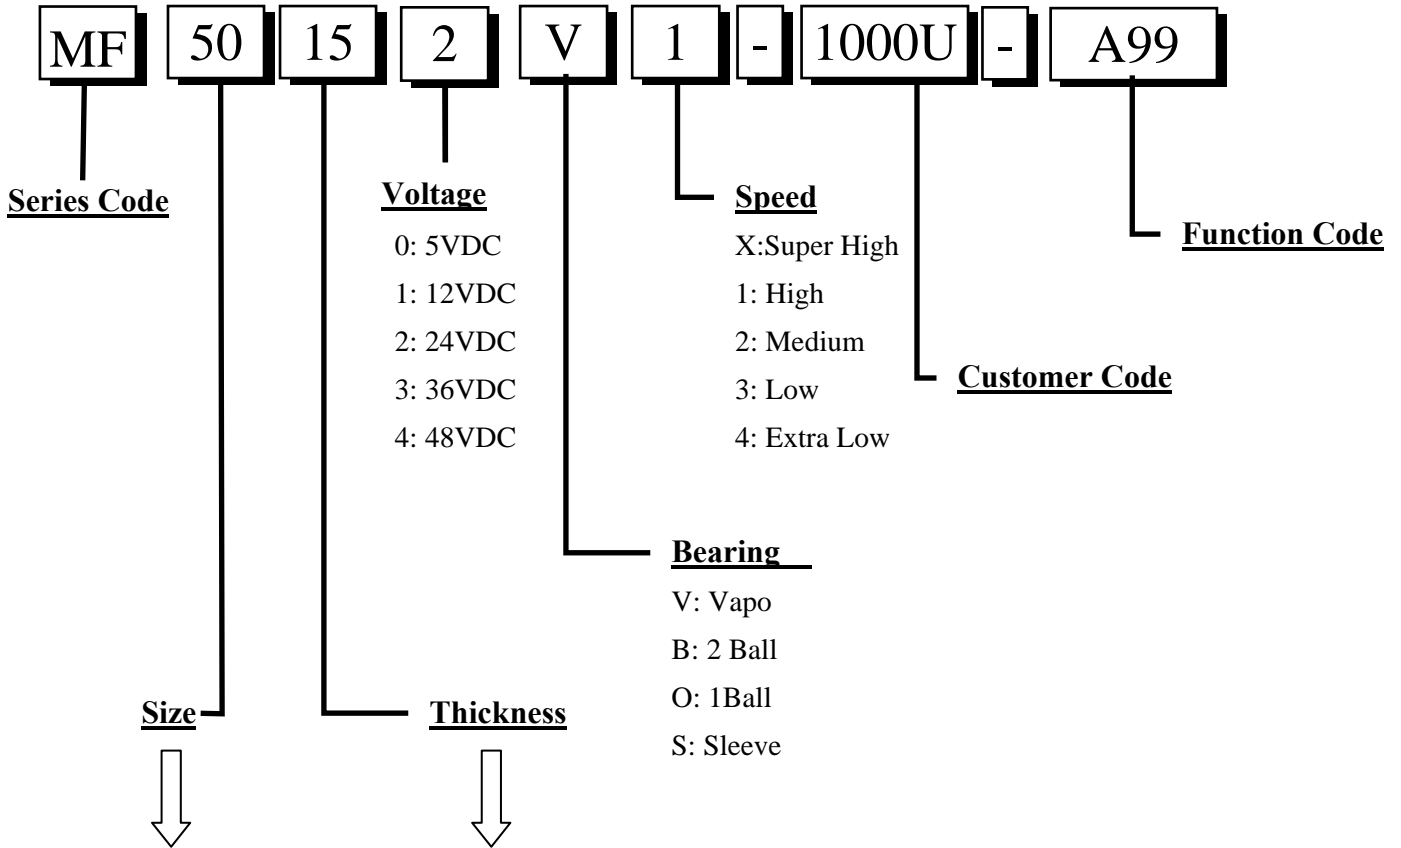 MF 50 15 2 V 1 - 1000U - A99
Series Code
Voltage
0: 5VDC
1: 12VDC
2: 24VDC
3: 36VDC
4: 48VDC
Speed
X:Super High
1: High
2: Medium
3: Low
4: Extra Low
Function Code
Customer Code
Bearing
V: Vapo
B: 2 Ball
O: 1Ball
S: Sleeve
Size
Thickness